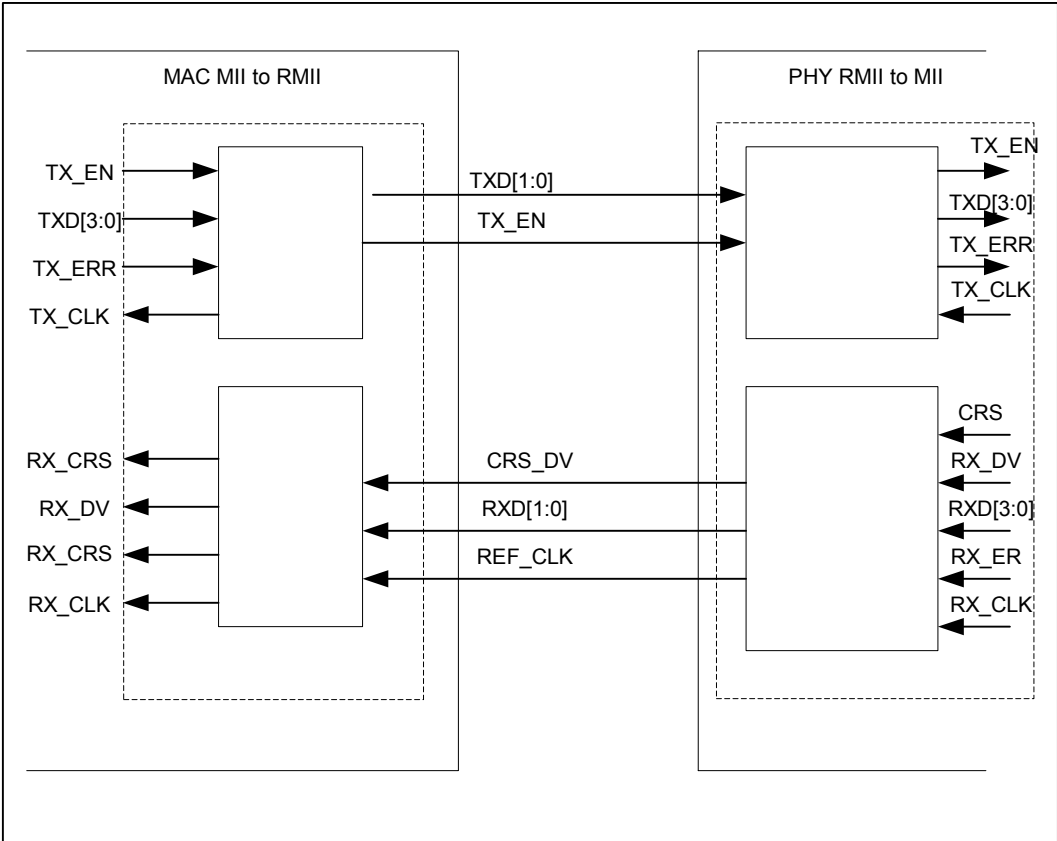 MAC MII to RMII
PHY RMII to MII
TX_EN
TXD[3:0]
TX_ERR
TX_CLK
TXD[1:0]
TX_EN
TX_EN
TXD[3:0]
TX_ERR
TX_CLK
RX_CRS
RX_DV
RX_CRS
RX_CLK
CRS_DV
RXD[1:0]
REF_CLK
CRS
RX_DV
RXD[3:0]
RX_ER
RX_CLK